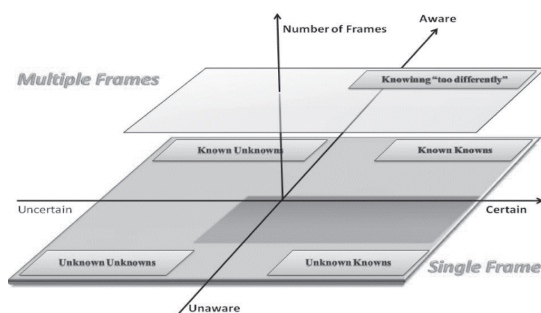 Aware
Number of Frames
Multiple Frames
Knowinng "too differently"
Known Unknowns
Known Knowns
Uncertain
Certain
Unknown Unknowns
Unknown Knowns
Single Frame
Unaware